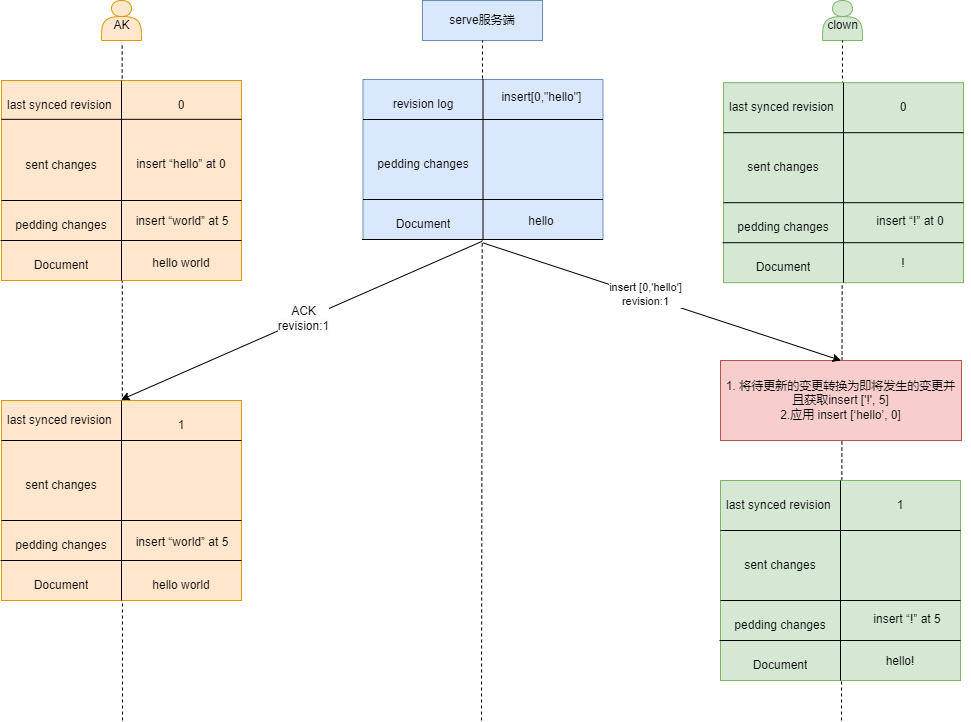 AK
serve服务端
clown
last synced revision
0
sent changes
insert “hello” at 0
pedding changes
insert “world” at 5
Document
hello world
revision log
insert[0,"hello"]
pedding changes
Document
hello
last synced revision
0
sent changes
pedding changes
insert “!” at 0
Document
!
ACK
revision:1
insert [0,'hello']
revision:1
1. 将待更新的变更转换为即将发生的变更并
且获取insert ['!', 5]
2.应用 insert [‘hello’, 0]
last synced revision
1
sent changes
pedding changes
insert “world” at 5
Document
hello world
last synced revision
1
sent changes
pedding changes
insert “!” at 5
Document
hello!